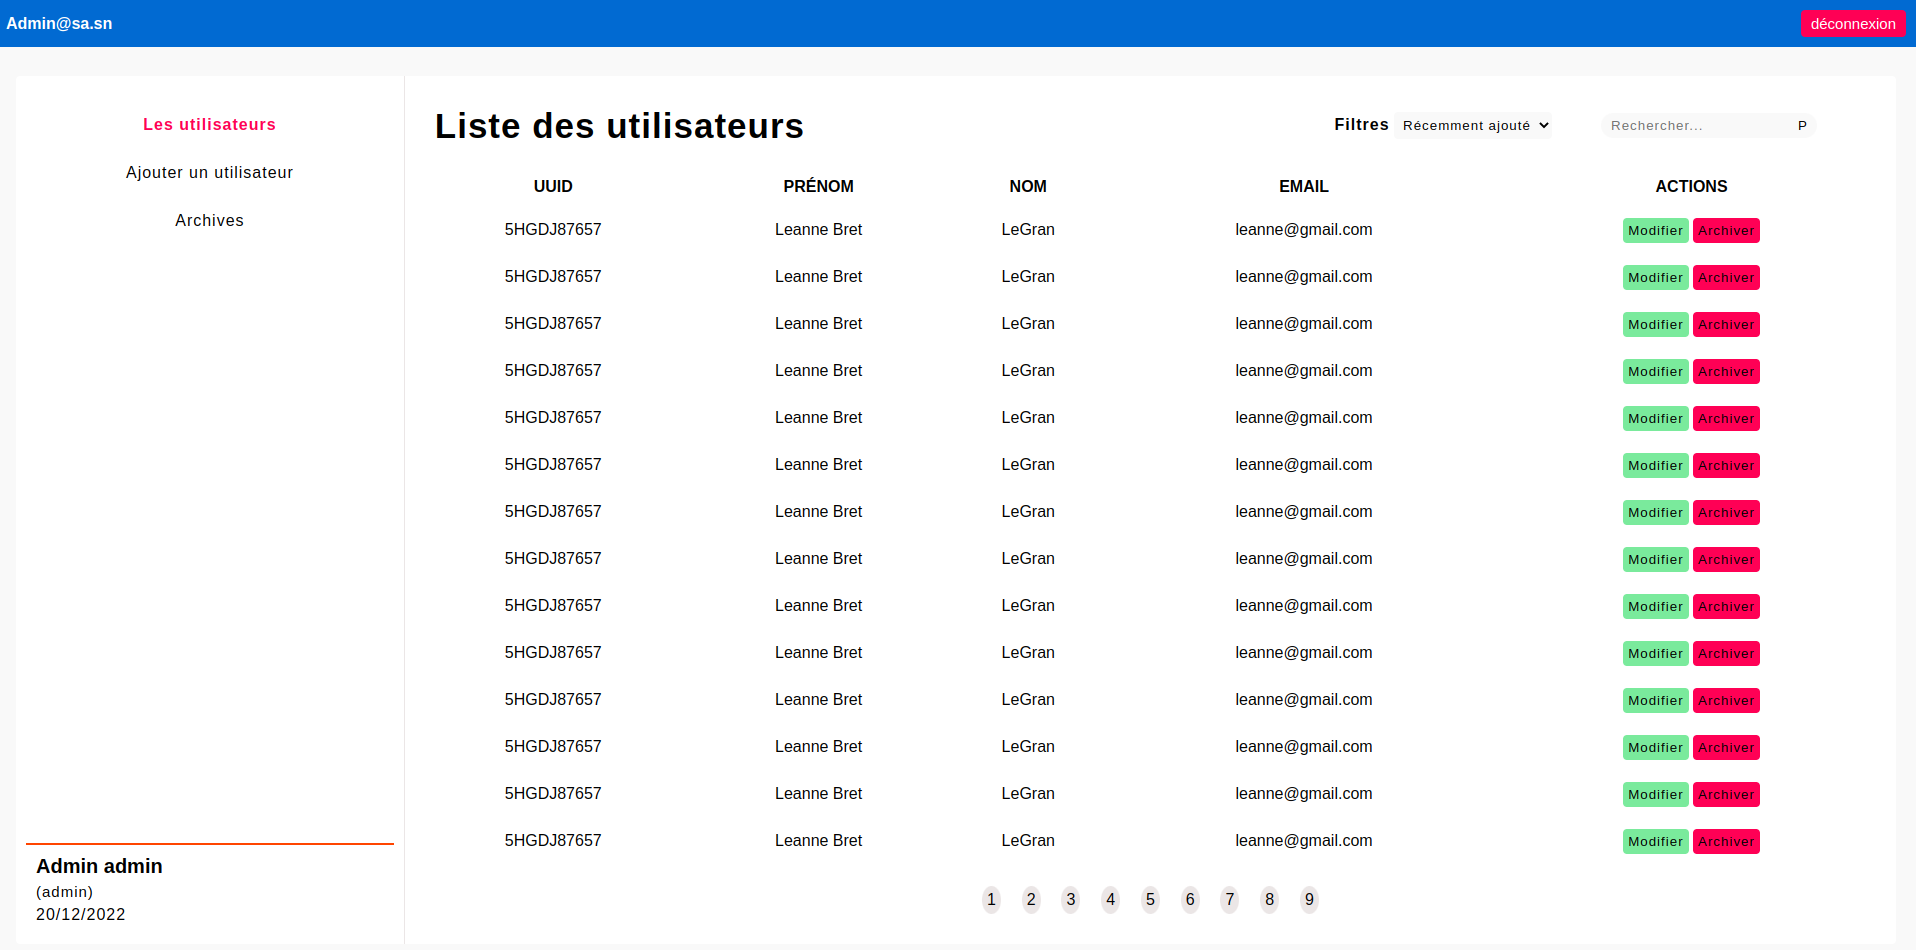 Admin@sa.sn déconnexion
Les utilisateurs
Ajouter un utilisateur
Archives
Liste des utilisateurs Filtres Récemment ajouté Rechercher... P
UUID PRÉNOM NOM EMAIL ACTIONS
5HGDJ87657 Leanne Bret LeGran leanne@gmail.com Modifier Archiver
5HGDJ87657 Leanne Bret LeGran leanne@gmail.com Modifier Archiver
5HGDJ87657 Leanne Bret LeGran leanne@gmail.com Modifier Archiver
5HGDJ87657 Leanne Bret LeGran leanne@gmail.com Modifier Archiver
5HGDJ87657 Leanne Bret LeGran leanne@gmail.com Modifier Archiver
5HGDJ87657 Leanne Bret LeGran leanne@gmail.com Modifier Archiver
5HGDJ87657 Leanne Bret LeGran leanne@gmail.com Modifier Archiver
5HGDJ87657 Leanne Bret LeGran leanne@gmail.com Modifier Archiver
5HGDJ87657 Leanne Bret LeGran leanne@gmail.com Modifier Archiver
5HGDJ87657 Leanne Bret LeGran leanne@gmail.com Modifier Archiver
5HGDJ87657 Leanne Bret LeGran leanne@gmail.com Modifier Archiver
5HGDJ87657 Leanne Bret LeGran leanne@gmail.com Modifier Archiver
5HGDJ87657 Leanne Bret LeGran leanne@gmail.com Modifier Archiver
5HGDJ87657 Leanne Bret LeGran leanne@gmail.com Modifier Archiver
1 2 3 4 5 6 7 8 9
Admin admin
(admin)
20/12/2022